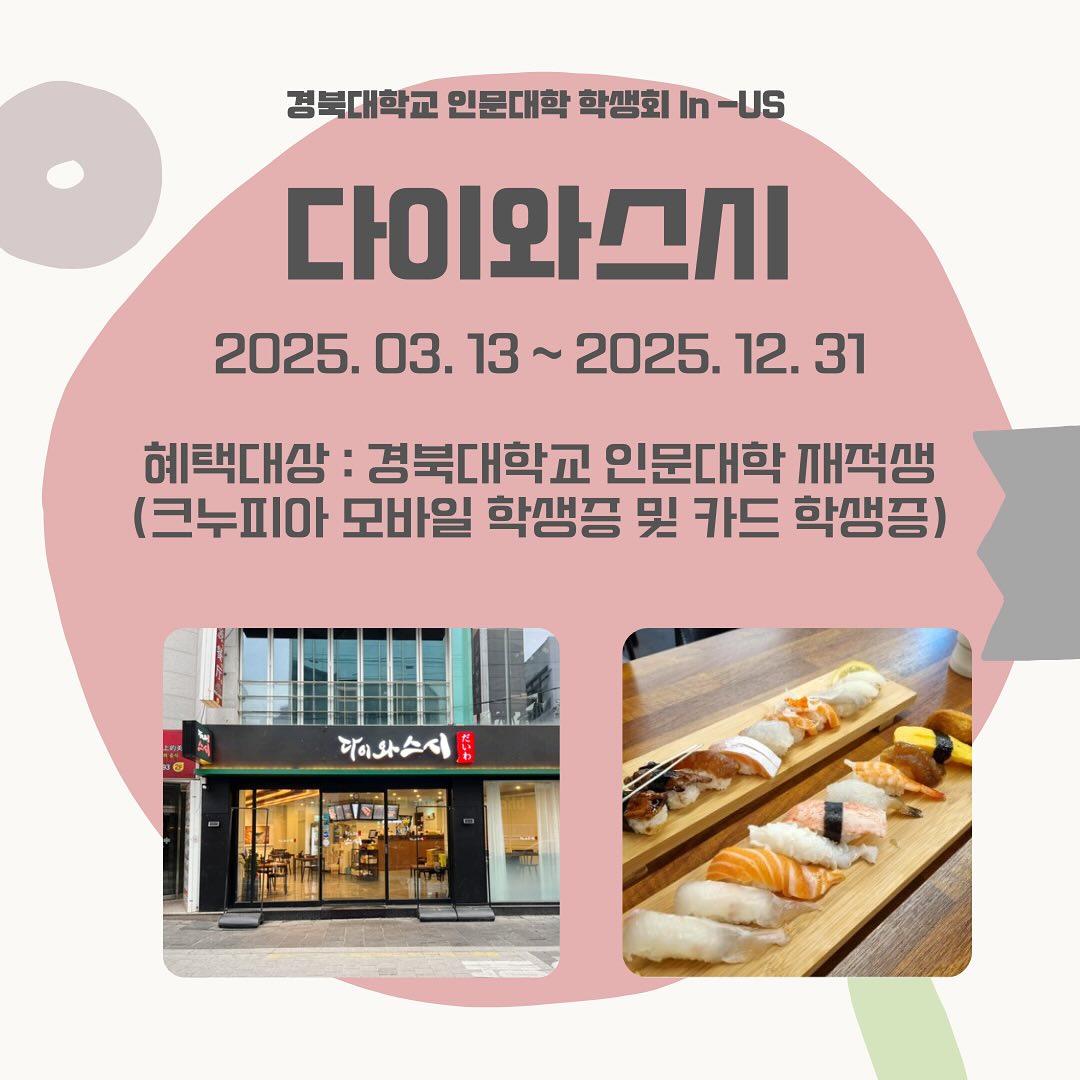 경북대학교 인문대학 학생회 In -US
다이와스시
2025. 03. 13 ~ 2025. 12. 31
혜택대상 : 경북대학교 인문대학 재적생
(크누피아 모바일 학생증 및 카드 학생증)
다이와스시 だいわ